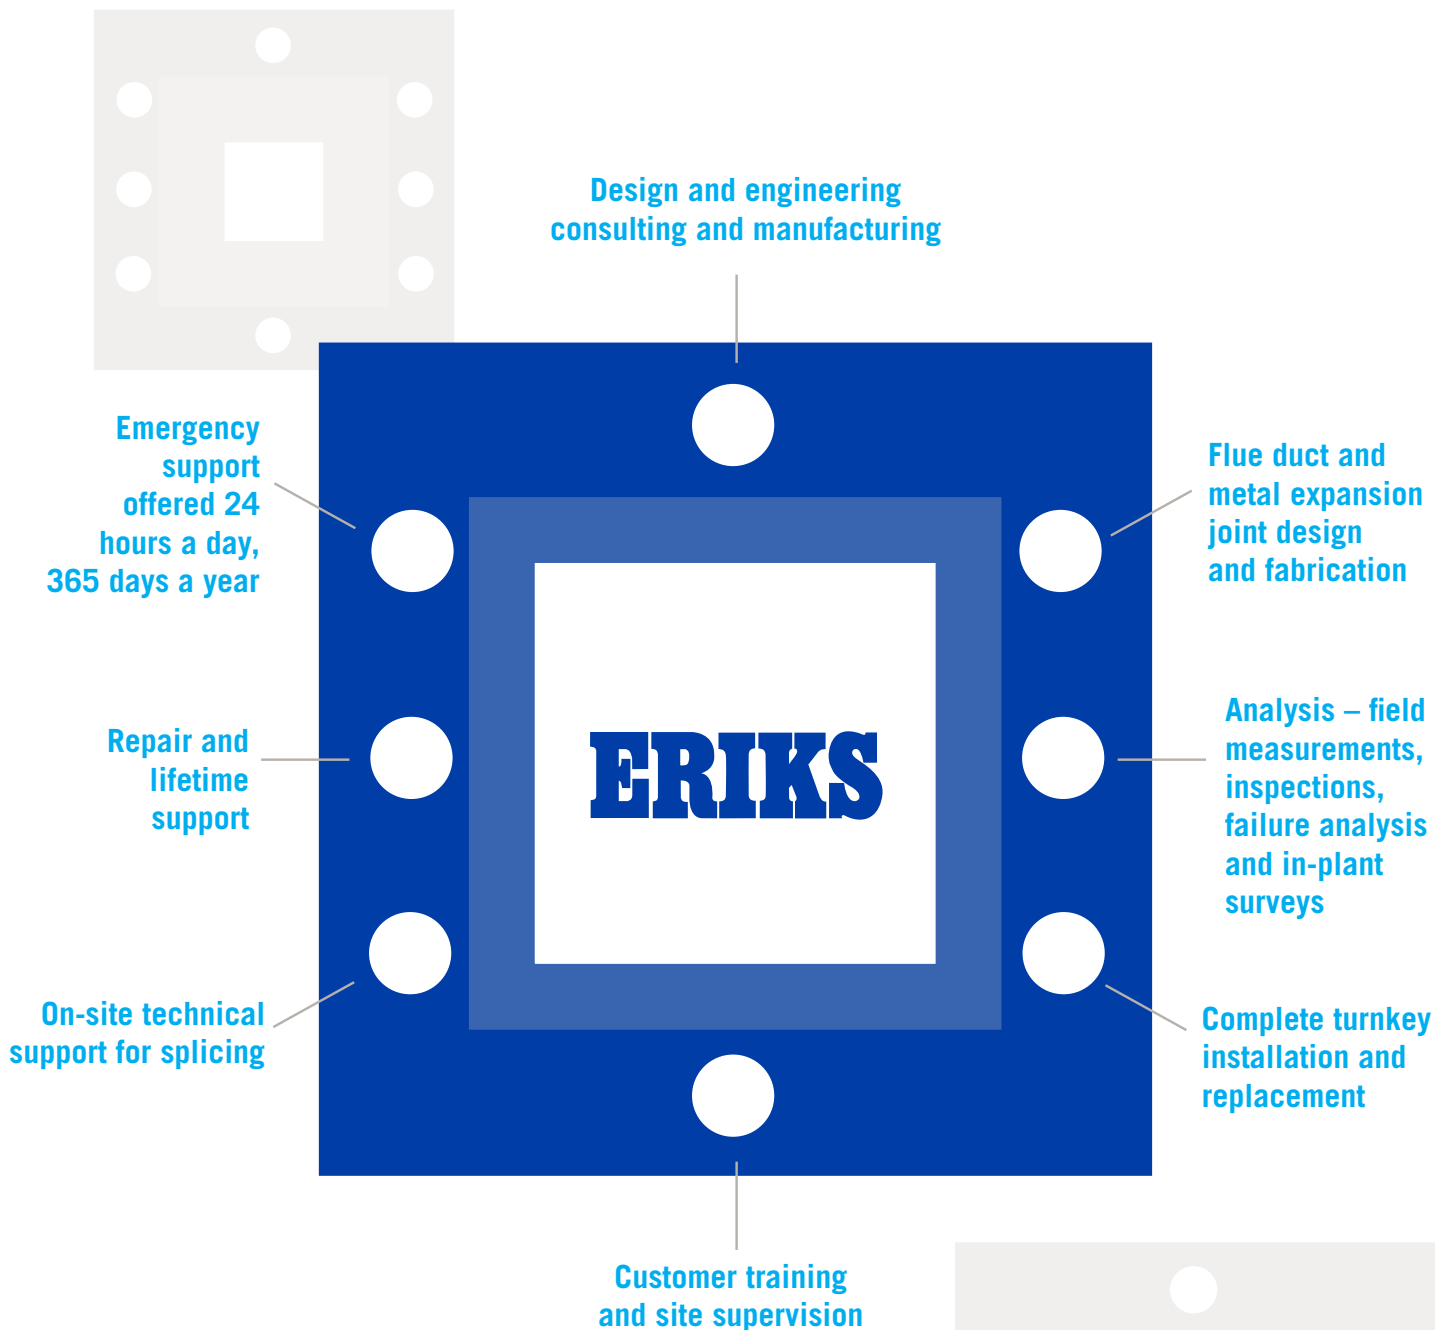 Design and engineering
consulting and manufacturing
Emergency
support
offered 24
hours a day,
365 days a year
Flue duct and
metal expansion
joint design
and fabrication
Repair and
lifetime
support
ERIKS
Analysis – field
measurements,
inspections,
failure analysis
and in-plant
surveys
On-site technical
support for splicing
Complete turnkey
installation and
replacement
Customer training
and site supervision